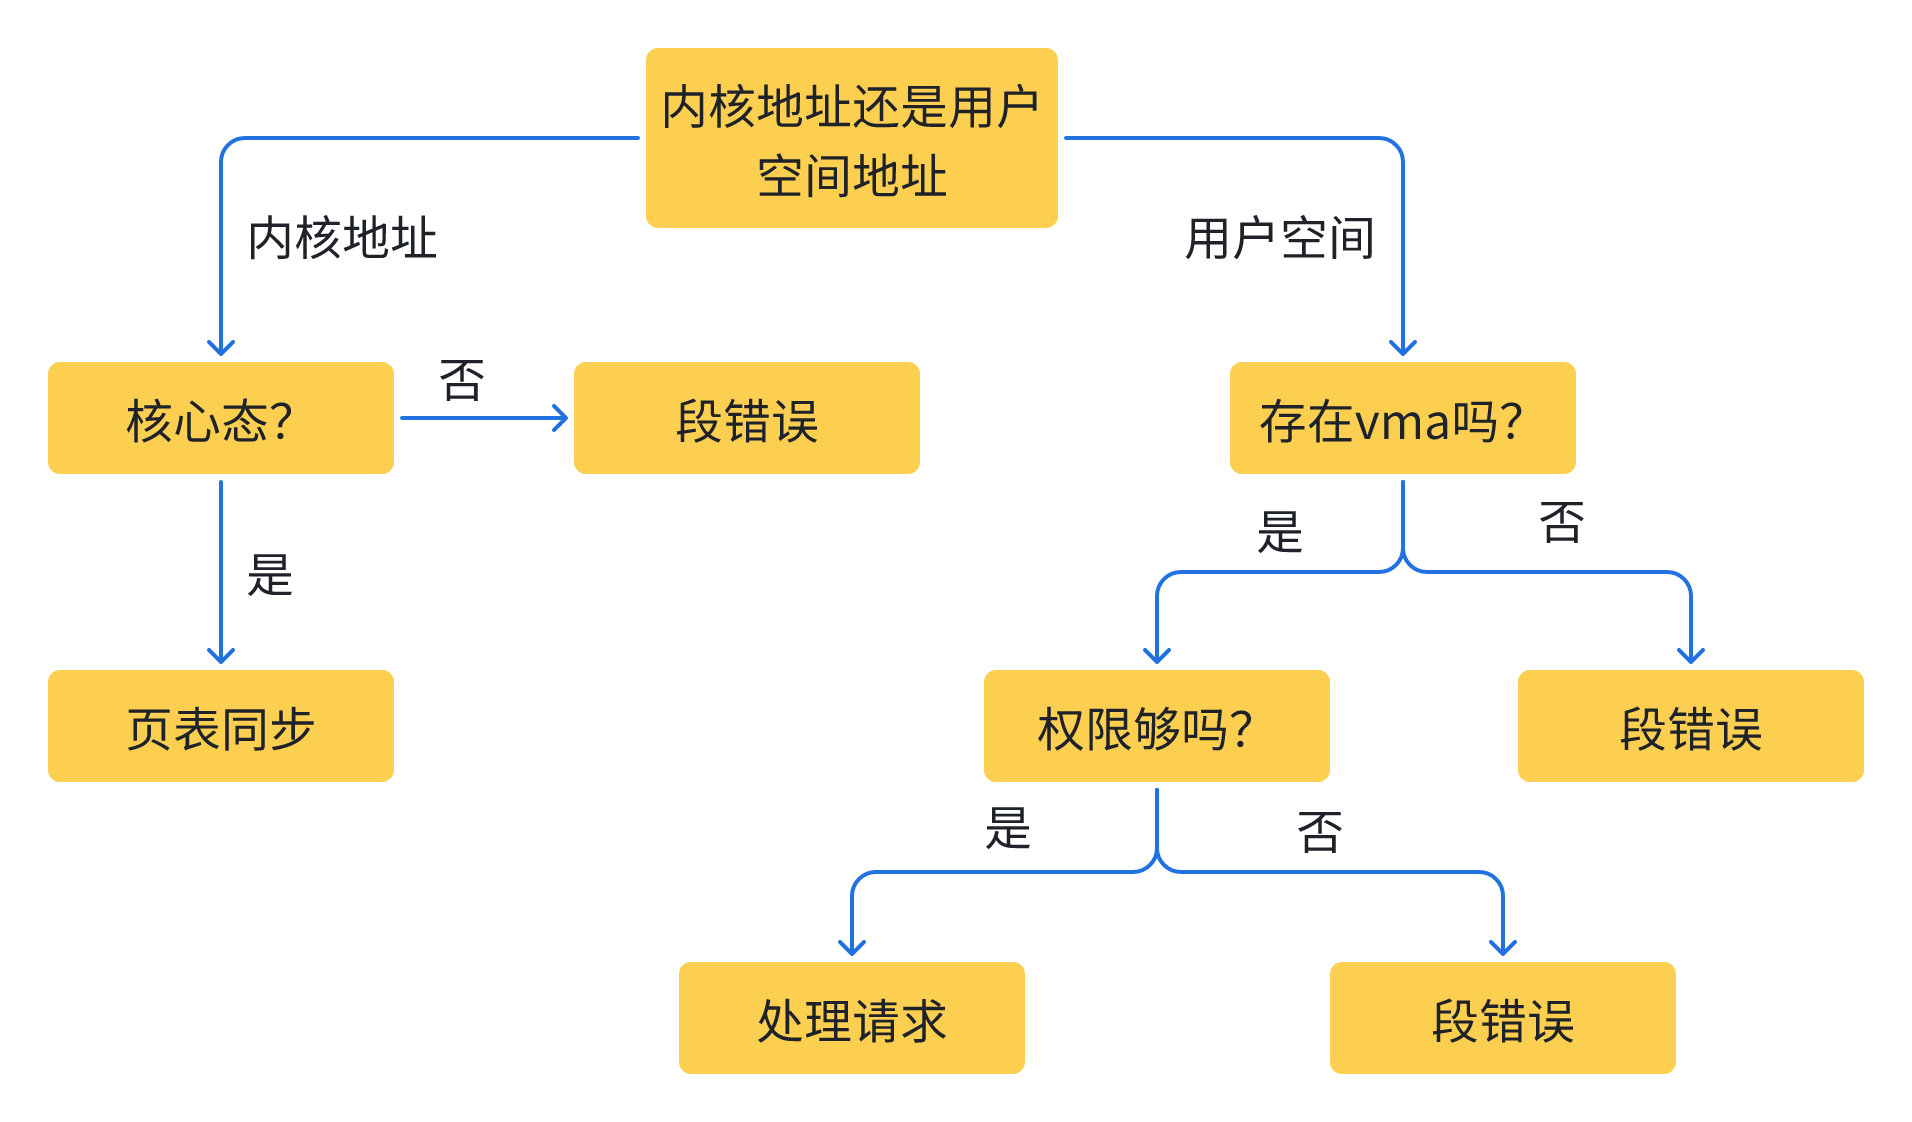 内核地址还是用户
空间地址
内核地址
用户空间
核心态?
否
段错误
存在vma吗?
是
否
是
页表同步
权限够吗?
段错误
是
否
处理请求
段错误